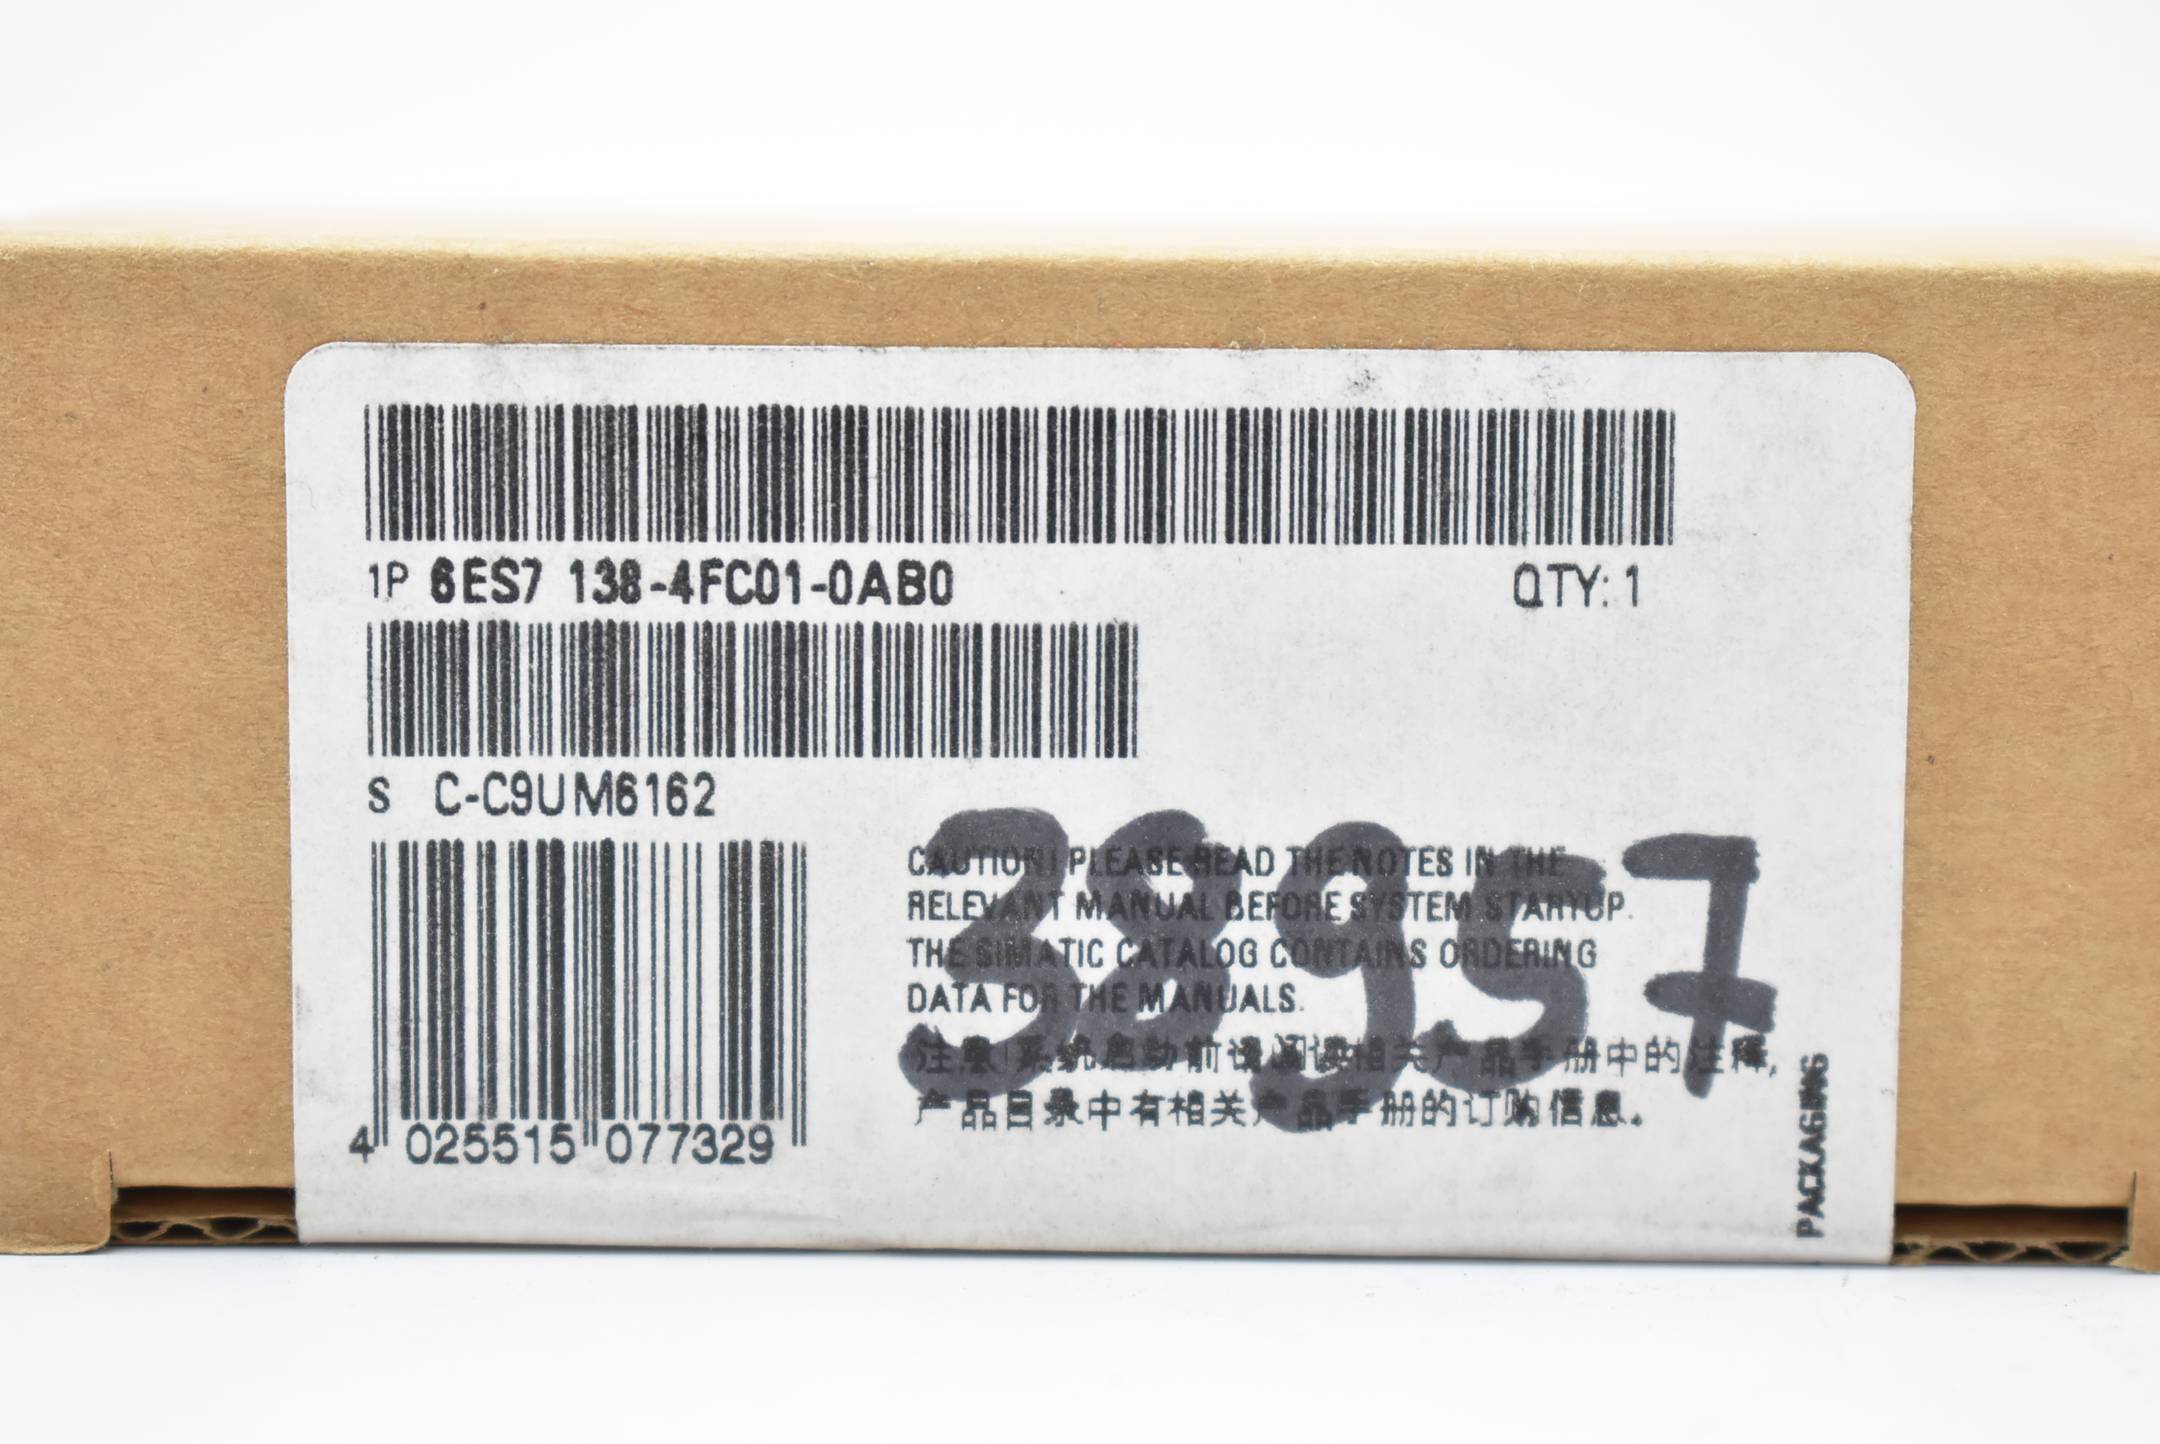 1P 6ES7 138-4FC01-0AB0 QTY: 1
S C-C9UM6162
4 025515 077329
CAUTION! PLEASE READ THE NOTES IN THE
RELEVANT MANUAL BEFORE SYSTEM STARTUP.
THE SIMATIC CATALOG CONTAINS ORDERING
DATA FOR THE MANUALS.
注意!系统启动前请阅读相关产品手册中的注释,
产品目录中有相关产品手册的订购信息。
38957
PACKAGING